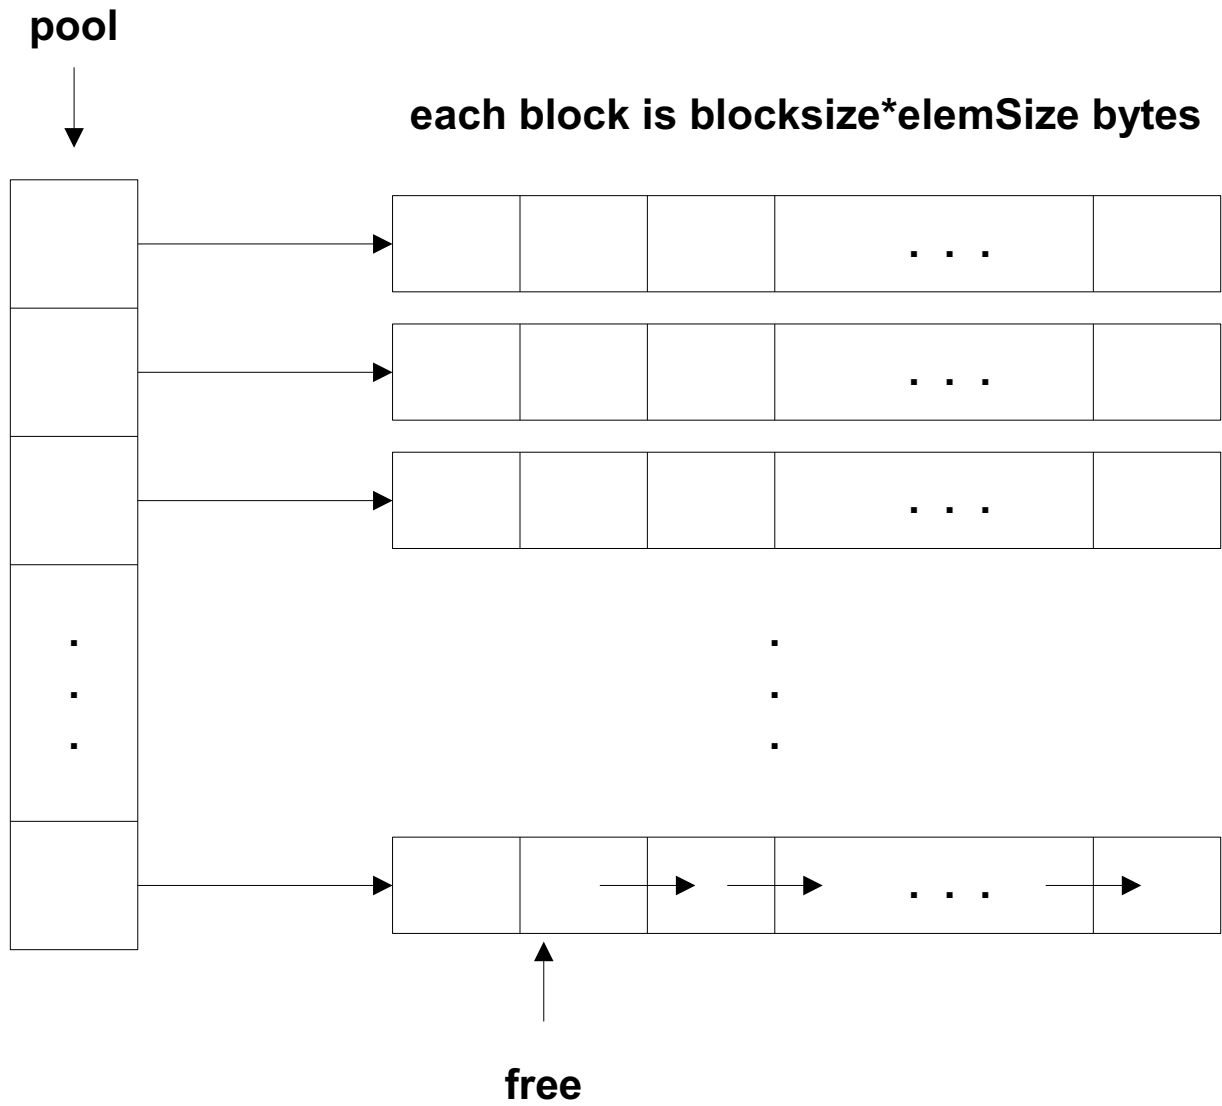 pool
each block is blocksize*elemSize bytes
. . .
. . .
. . .
.
.
.
.
.
.
. . .
free